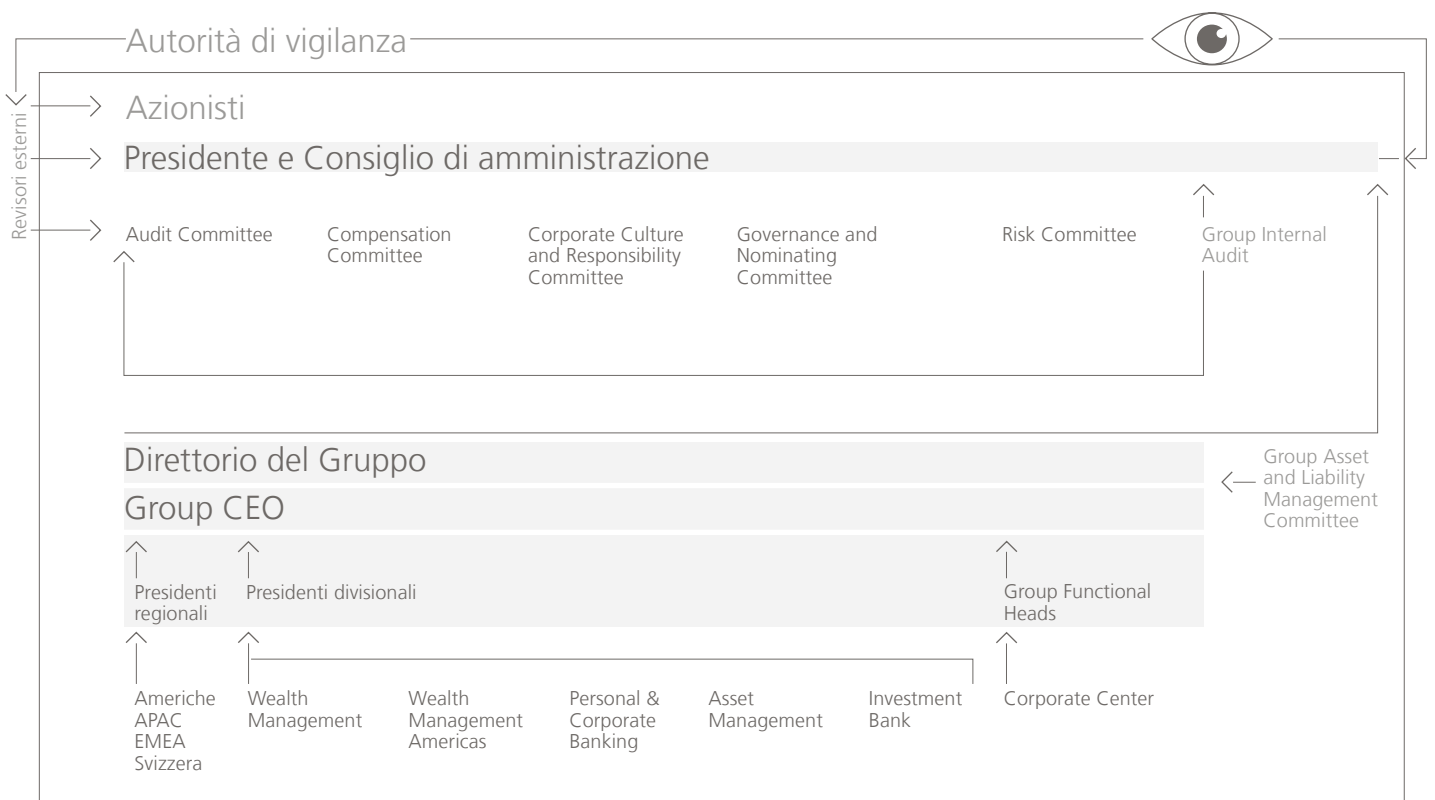 Autorità di vigilanza
Revisori esterni
Azionisti
Presidente e Consiglio di amministrazione
Audit Committee
Compensation
Committee
Corporate Culture
and Responsibility
Committee
Governance and
Nominating
Committee
Risk Committee
Group Internal
Audit
Direttorio del Gruppo
Group CEO
Group Asset
and Liability
Management
Committee
Presidenti
regionali
Presidenti divisionali
Group Functional
Heads
Americhe
APAC
EMEA
Svizzera
Wealth
Management
Wealth
Management
Americas
Personal &
Corporate
Banking
Asset
Management
Investment
Bank
Corporate Center